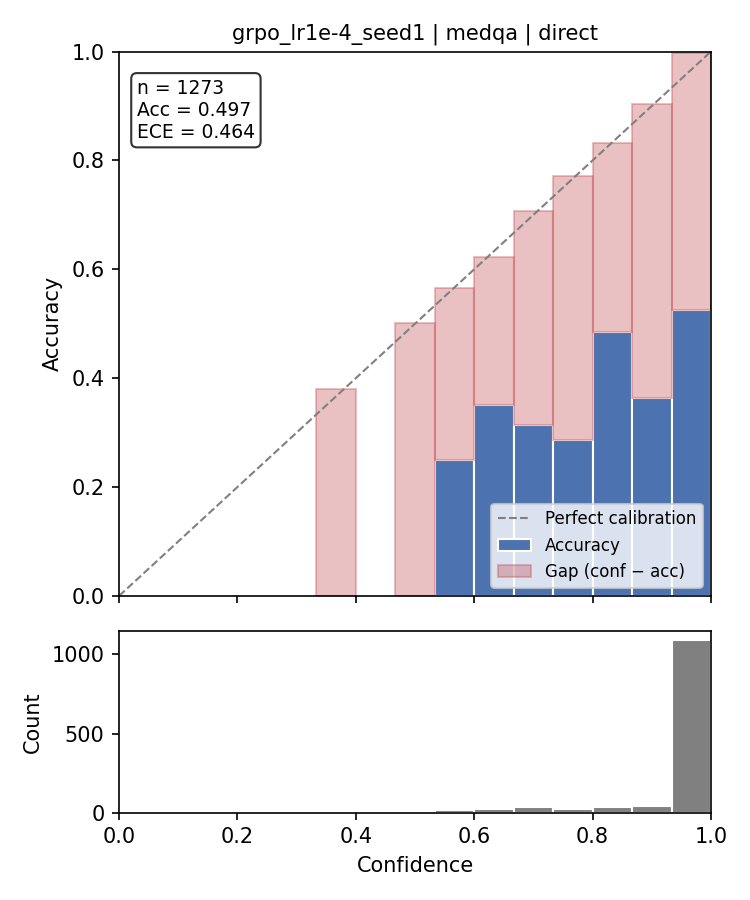 grpo_lr1e-4_seed1 | medqa | direct
1.0
n = 1273
Acc = 0.497
ECE = 0.464
0.8
0.6
Accuracy
0.4
0.2
Perfect calibration
Accuracy
Gap (conf − acc)
0.0
1000
Count
500
0
0.0 0.2 0.4 0.6 0.8 1.0
Confidence